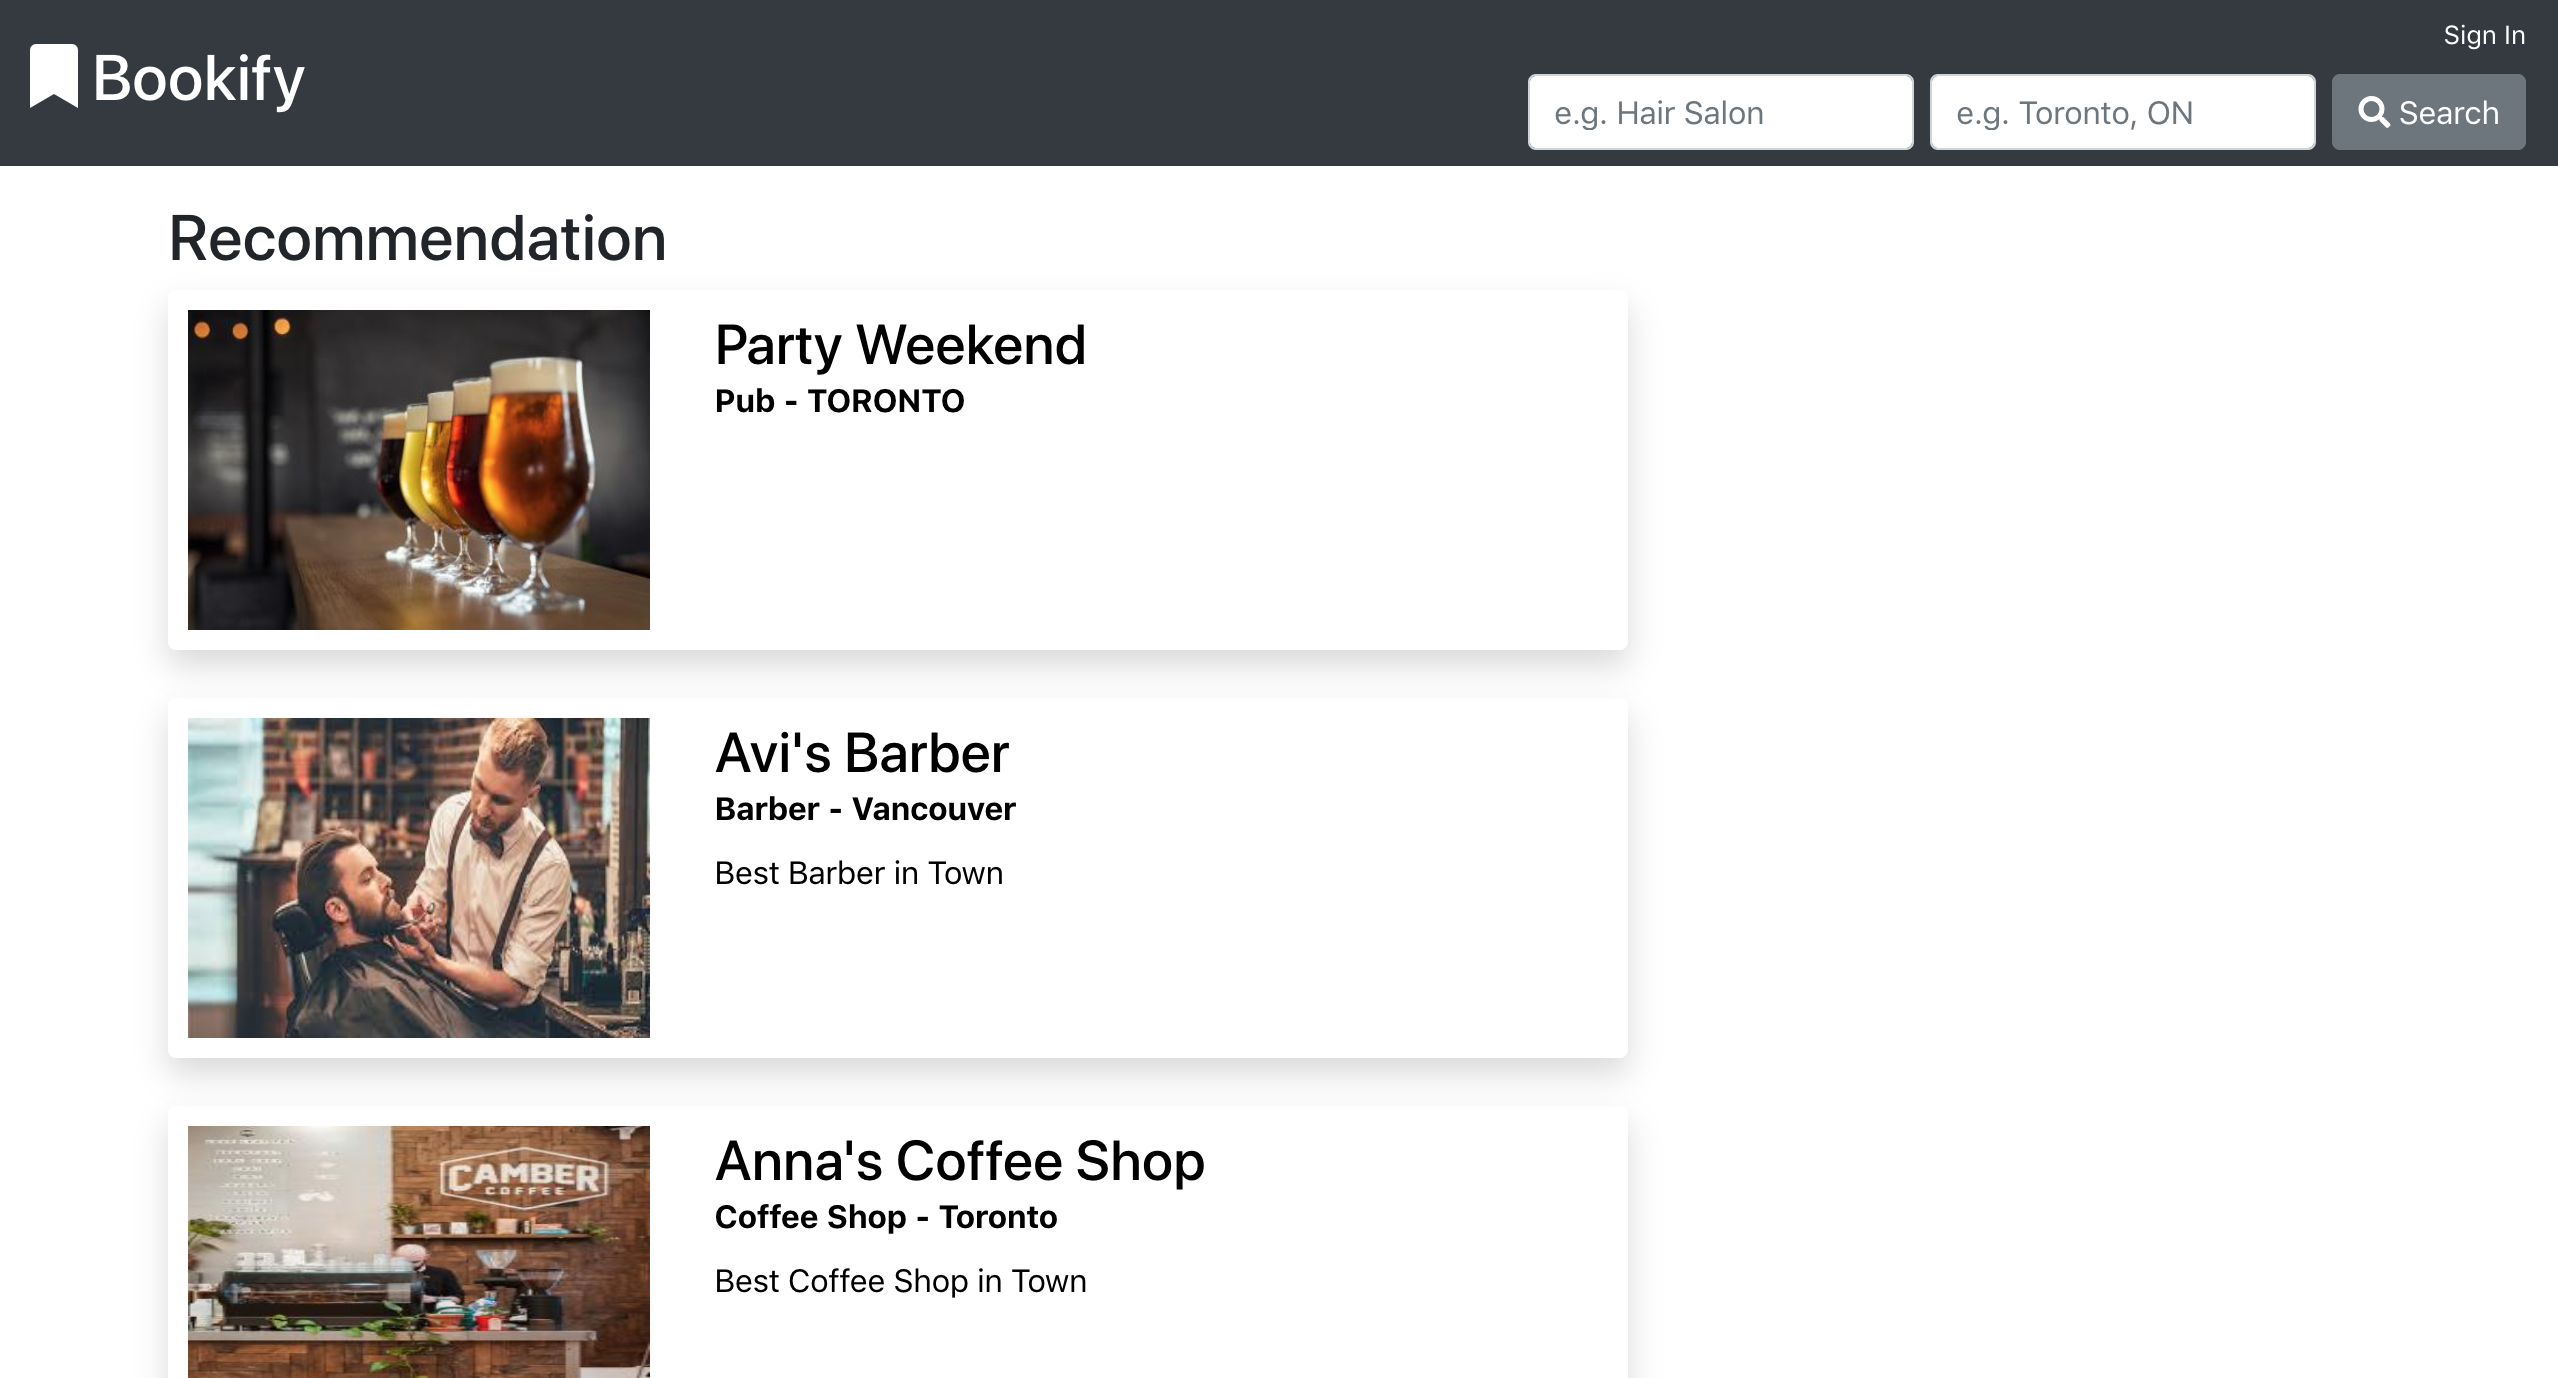 Sign In
Bookify
e.g. Hair Salon
e.g. Toronto, ON
Search
Recommendation
Party Weekend
Pub - TORONTO
Avi's Barber
Barber - Vancouver
Best Barber in Town
CAMBER
COFFEE
Anna's Coffee Shop
Coffee Shop - Toronto
Best Coffee Shop in Town